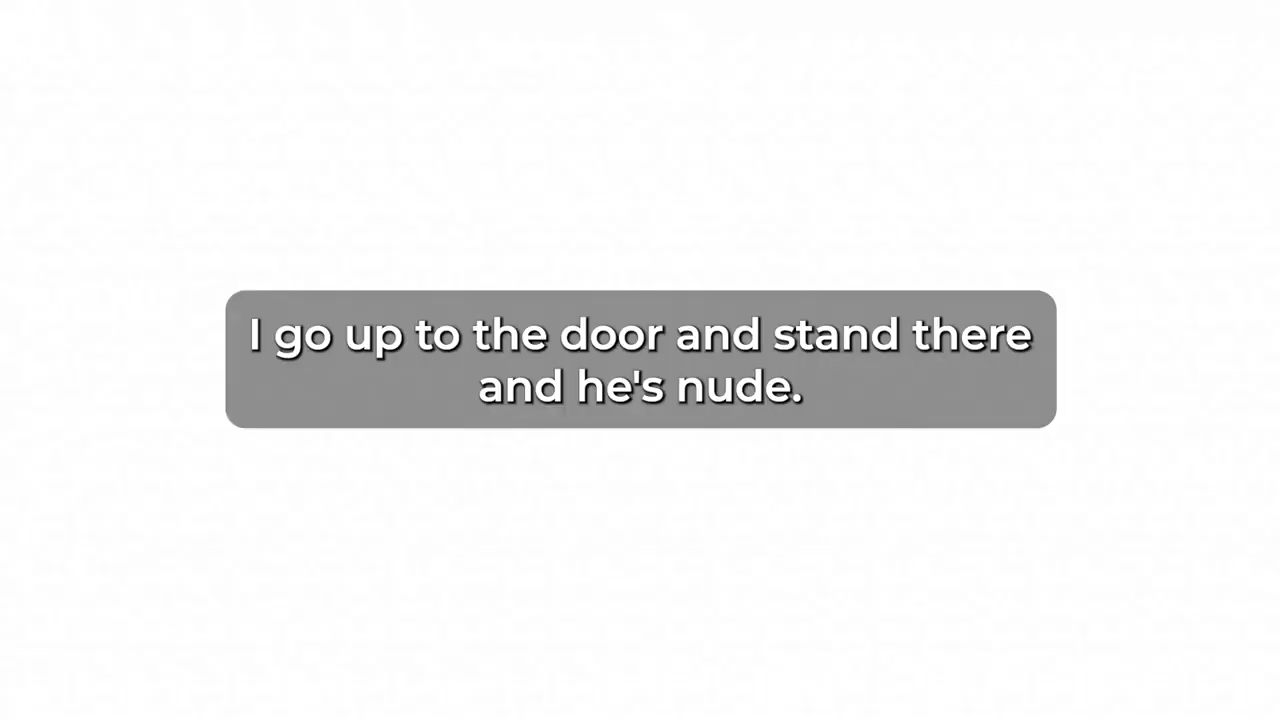 I go up to the door and stand there
and he's nude.